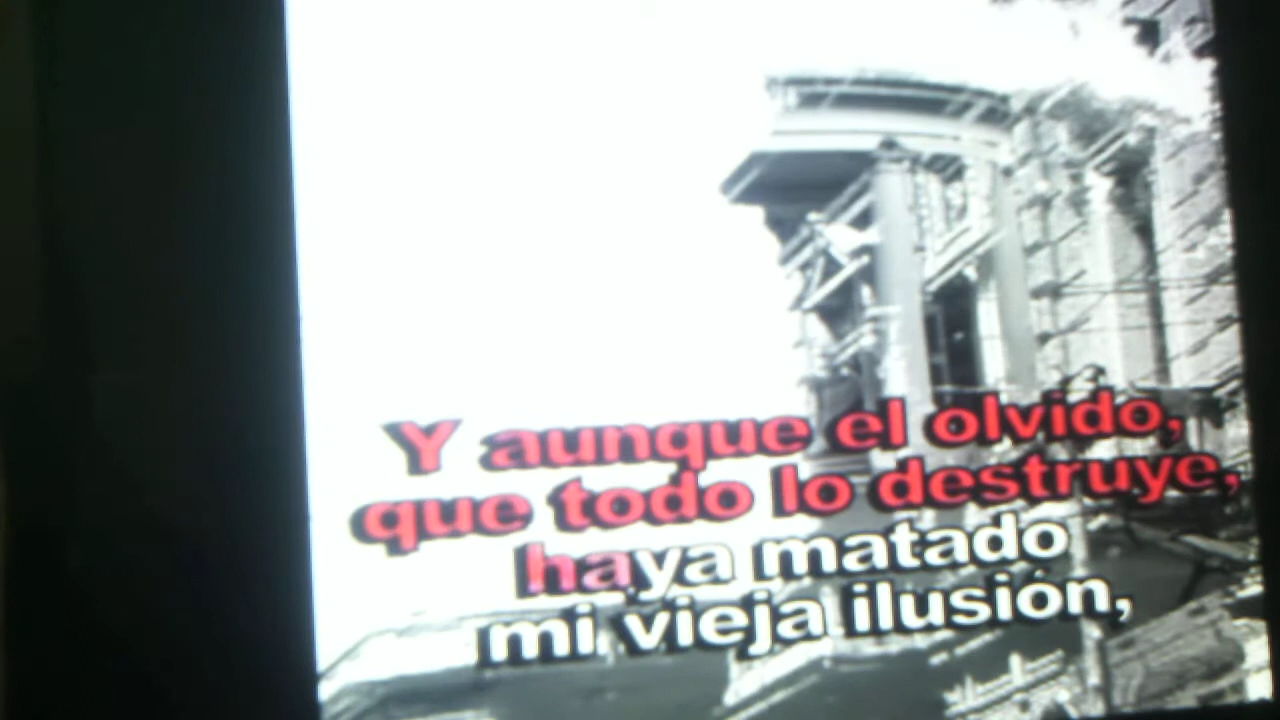 Y aunque el olvido,
que todo lo destruye,
haya matado
mi vieja ilusión,